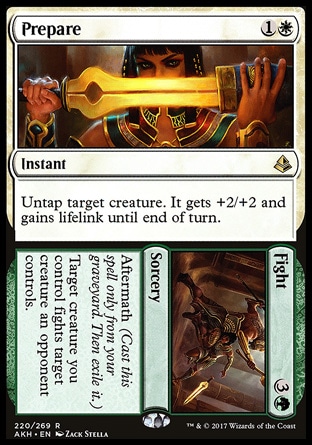 Prepare 1
Instant
Untap target creature. It gets +2/+2 and
gains lifelink until end of turn.
Fight 3
Sorcery
Aftermath (Cast this
spell only from your
graveyard. Then exile it.)
Target creature you
control fights target
creature an opponent
controls.
220/269 R
AKH • EN Zack Stella
™ & © 2017 Wizards of the Coast